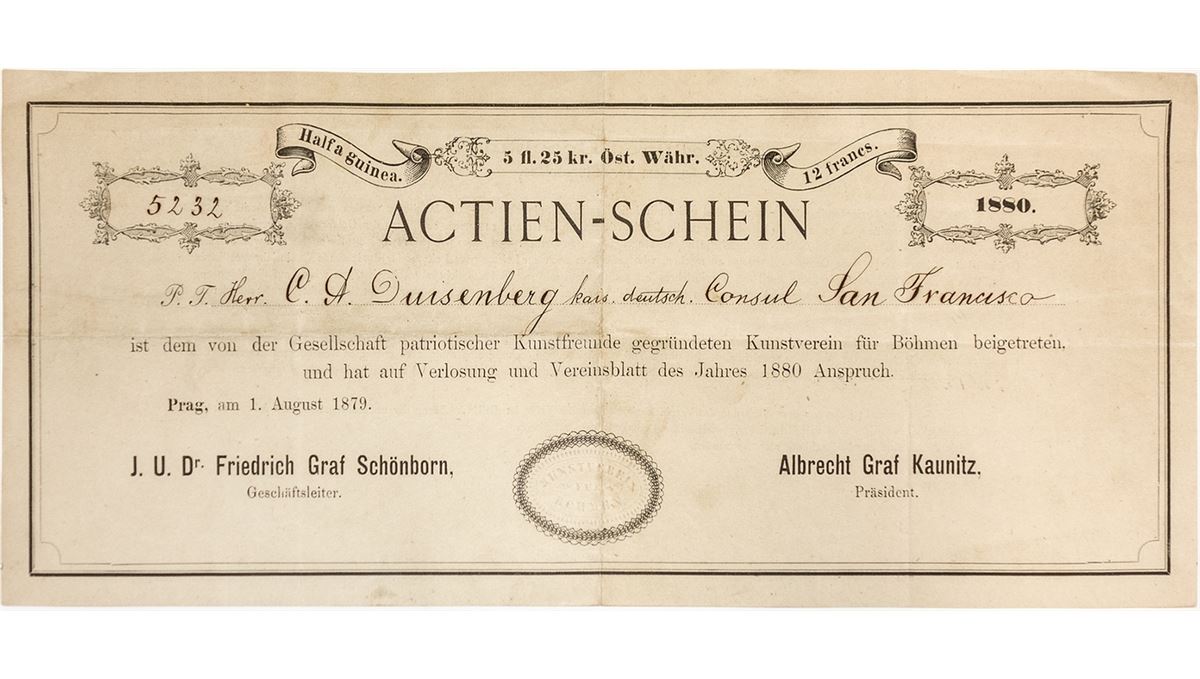 Half a guinea.
5 fl. 25 kr. Öst. Währ.
12 francs.
5232
1880.
ACTIEN-SCHEIN
P. T. Herr. C. A. Duisenberg kais. deutsch. Consul San Francisco
ist dem von der Gesellschaft patriotischer Kunstfreunde gegründeten Kunstverein für Böhmen beigetreten,
und hat auf Verlosung und Vereinsblatt des Jahres 1880 Anspruch.
Prag, am 1. August 1879.
J. U. Dr. Friedrich Graf Schönborn,
Geschäftsleiter.
Albrecht Graf Kaunitz,
Präsident.
KUNSTVEREIN
FÜR
BÖHMEN